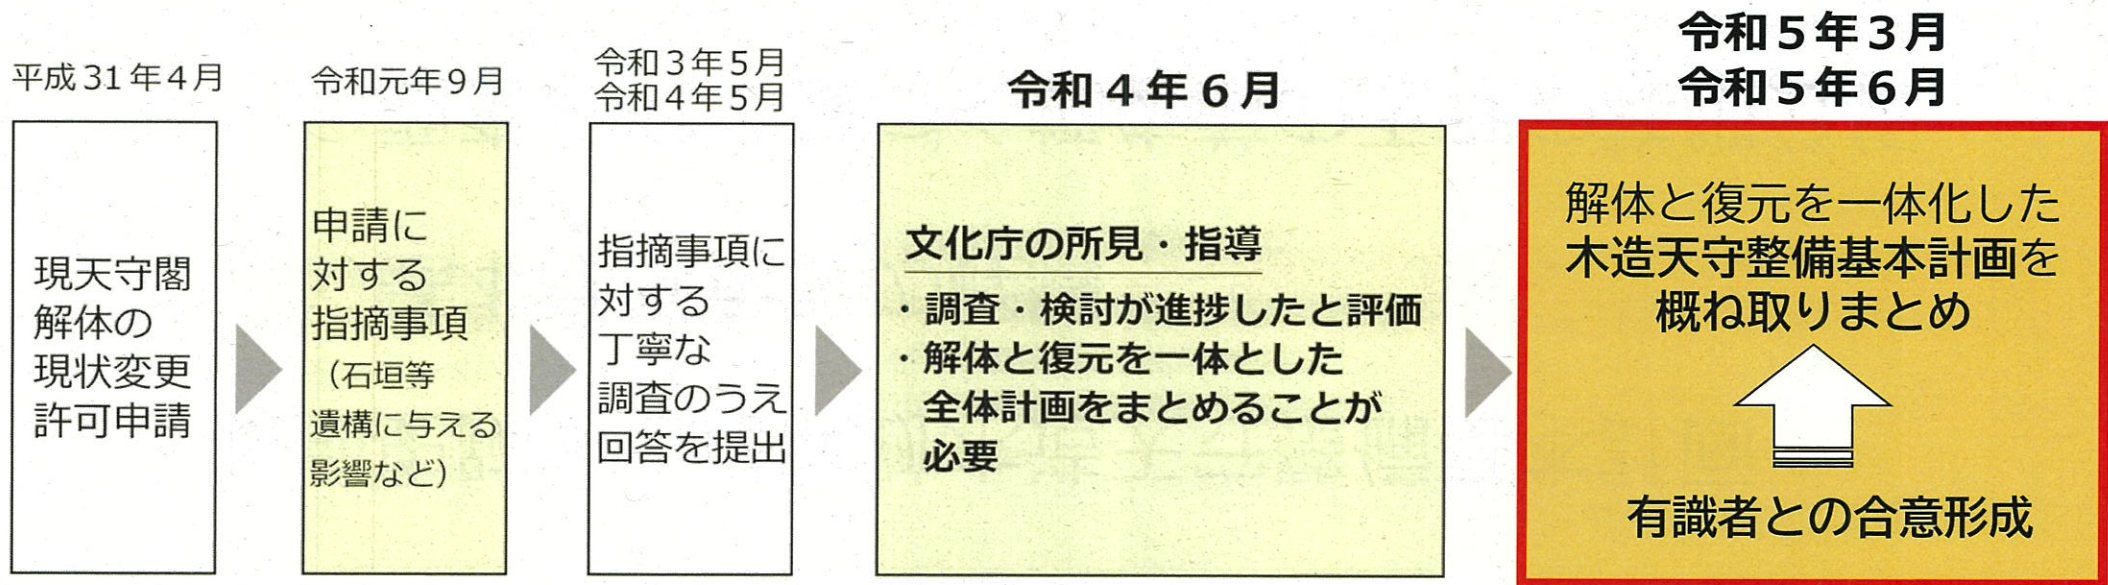 平成31年4月
現天守閣
解体の
現状変更
許可申請
令和元年9月
申請に
対する
指摘事項
（石垣等
遺構に与える
影響など）
令和3年5月
令和4年5月
指摘事項に
対する
丁寧な
調査のうえ
回答を提出
令和4年6月
文化庁の所見・指導
・調査・検討が進捗したと評価
・解体と復元を一体とした
全体計画をまとめることが
必要
令和5年3月
令和5年6月
解体と復元を一体化した
木造天守整備基本計画を
概ね取りまとめ
有識者との合意形成